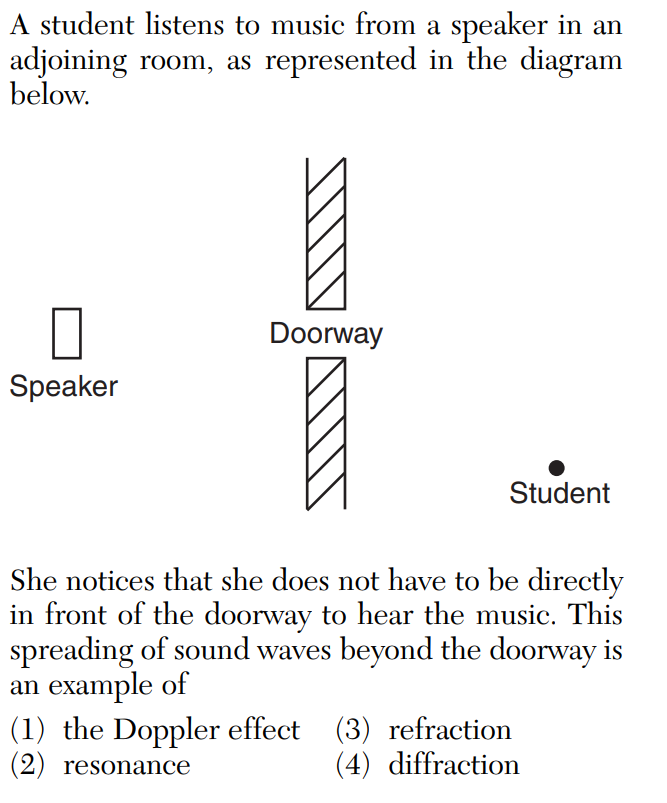 A student listens to music from a speaker in an
adjoining room, as represented in the diagram
below.
Doorway
Speaker
Student
She notices that she does not have to be directly
in front of the doorway to hear the music. This
spreading of sound waves beyond the doorway is
an example of
(1) the Doppler effect (3) refraction
(2) resonance (4) diffraction